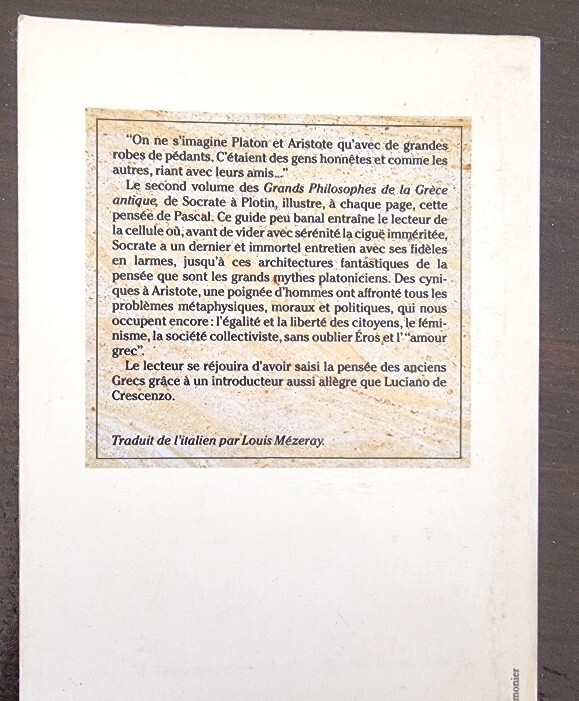 "On ne s'imagine Platon et Aristote qu'avec de grandes
robes de pédants. C'étaient des gens honnêtes et comme les
autres, riant avec leurs amis..."
Le second volume des Grands Philosophes de la Grèce
antique, de Socrate à Plotin, illustre, à chaque page, cette
pensée de Pascal. Ce guide peu banal entraîne le lecteur de
la cellule où, avant de vider avec sérénité la ciguë imméritée,
Socrate a un dernier et immortel entretien avec ses fidèles
en larmes, jusqu'à ces architectures fantastiques de la
pensée que sont les grands mythes platoniciens. Des cyni-
ques à Aristote, une poignée d'hommes ont affronté tous les
problèmes métaphysiques, moraux et politiques, qui nous
occupent encore : l'égalité et la liberté des citoyens, le fémi-
nisme, la société collectiviste, sans oublier Éros et l'"amour
grec".
Le lecteur se réjouira d'avoir saisi la pensée des anciens
Grecs grâce à un introducteur aussi allègre que Luciano de
Crescenzo.
Traduit de l'italien par Louis Mézeray.
monier